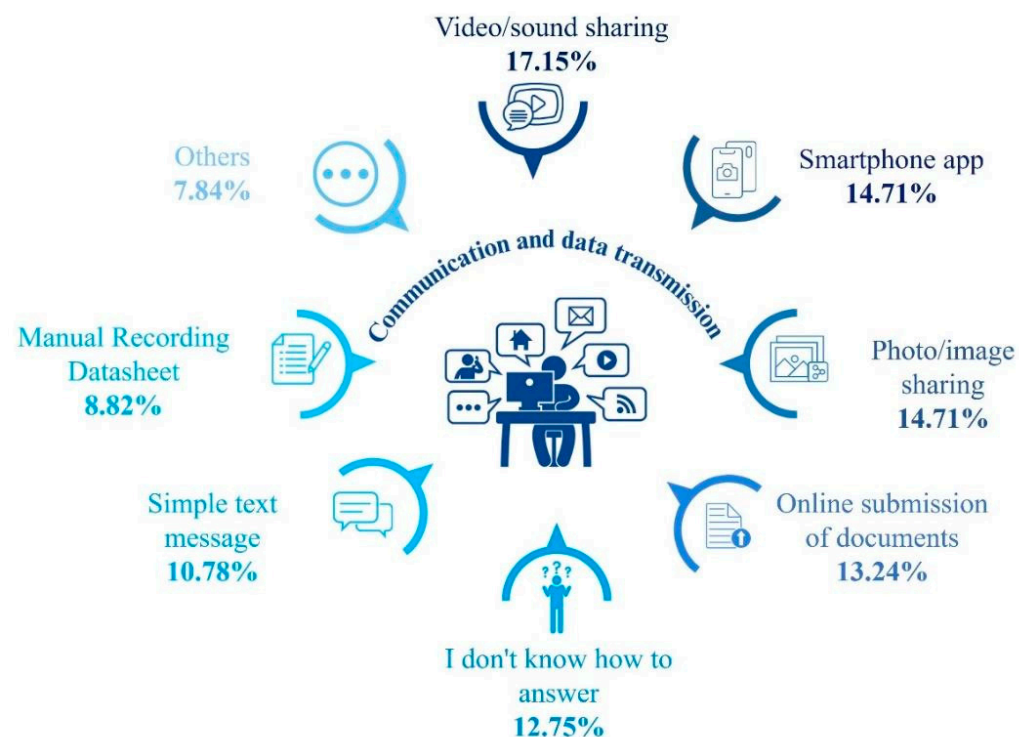 Video/sound sharing
17.15%
Smartphone app
14.71%
Photo/image
sharing
14.71%
Online submission
of documents
13.24%
I don't know how to
answer
12.75%
Simple text
message
10.78%
Manual Recording
Datasheet
8.82%
Others
7.84%
Communication and data transmission
???